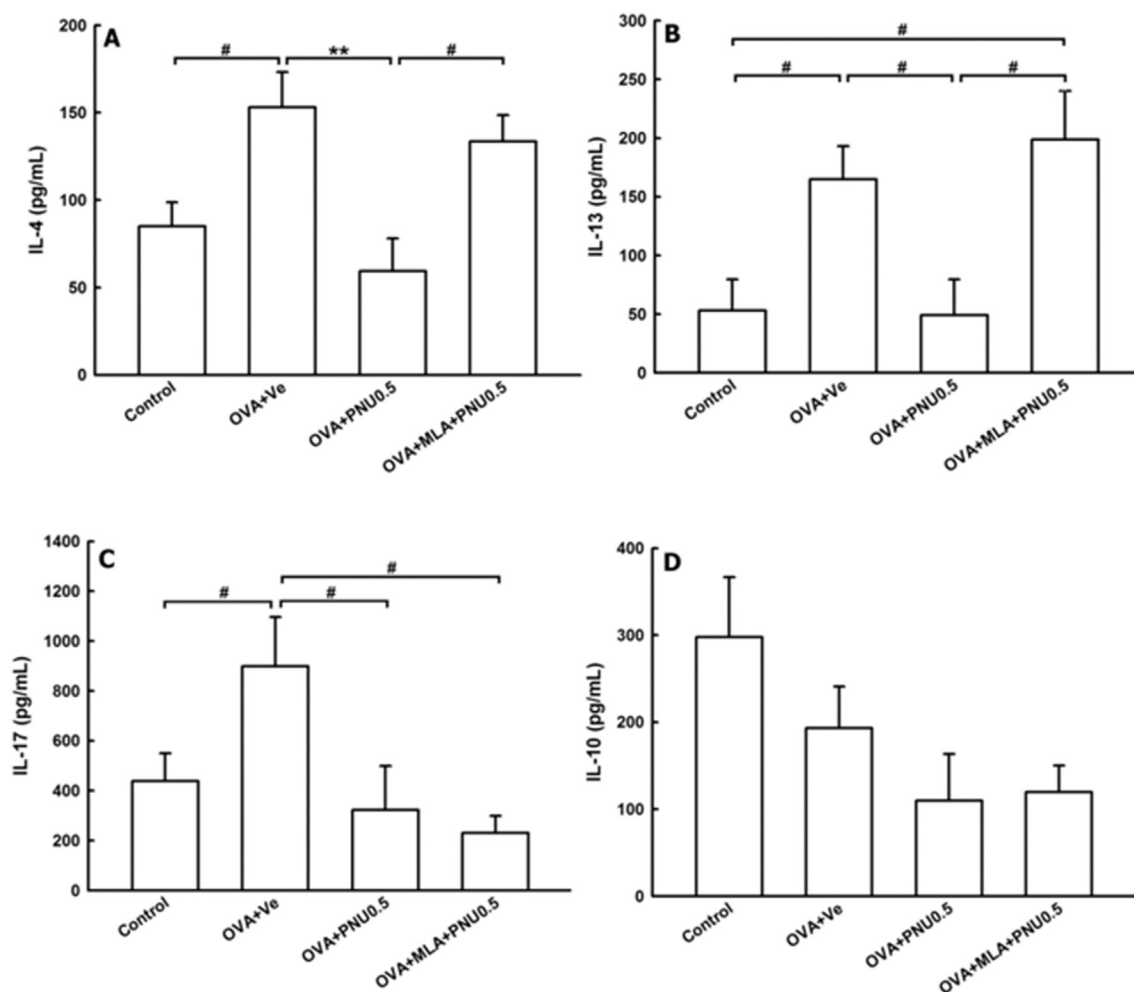 A
IL-4 (pg/mL)
200
150
100
50
0
# ** #
Control
OVA+Ve
OVA+PNU0.5
OVA+MLA+PNU0.5
B
IL-13 (pg/mL)
300
250
200
150
100
50
0
#
# # #
Control
OVA+Ve
OVA+PNU0.5
OVA+MLA+PNU0.5
C
IL-17 (pg/mL)
1400
1200
1000
800
600
400
200
0
#
# #
Control
OVA+Ve
OVA+PNU0.5
OVA+MLA+PNU0.5
D
IL-10 (pg/mL)
400
300
200
100
0
Control
OVA+Ve
OVA+PNU0.5
OVA+MLA+PNU0.5